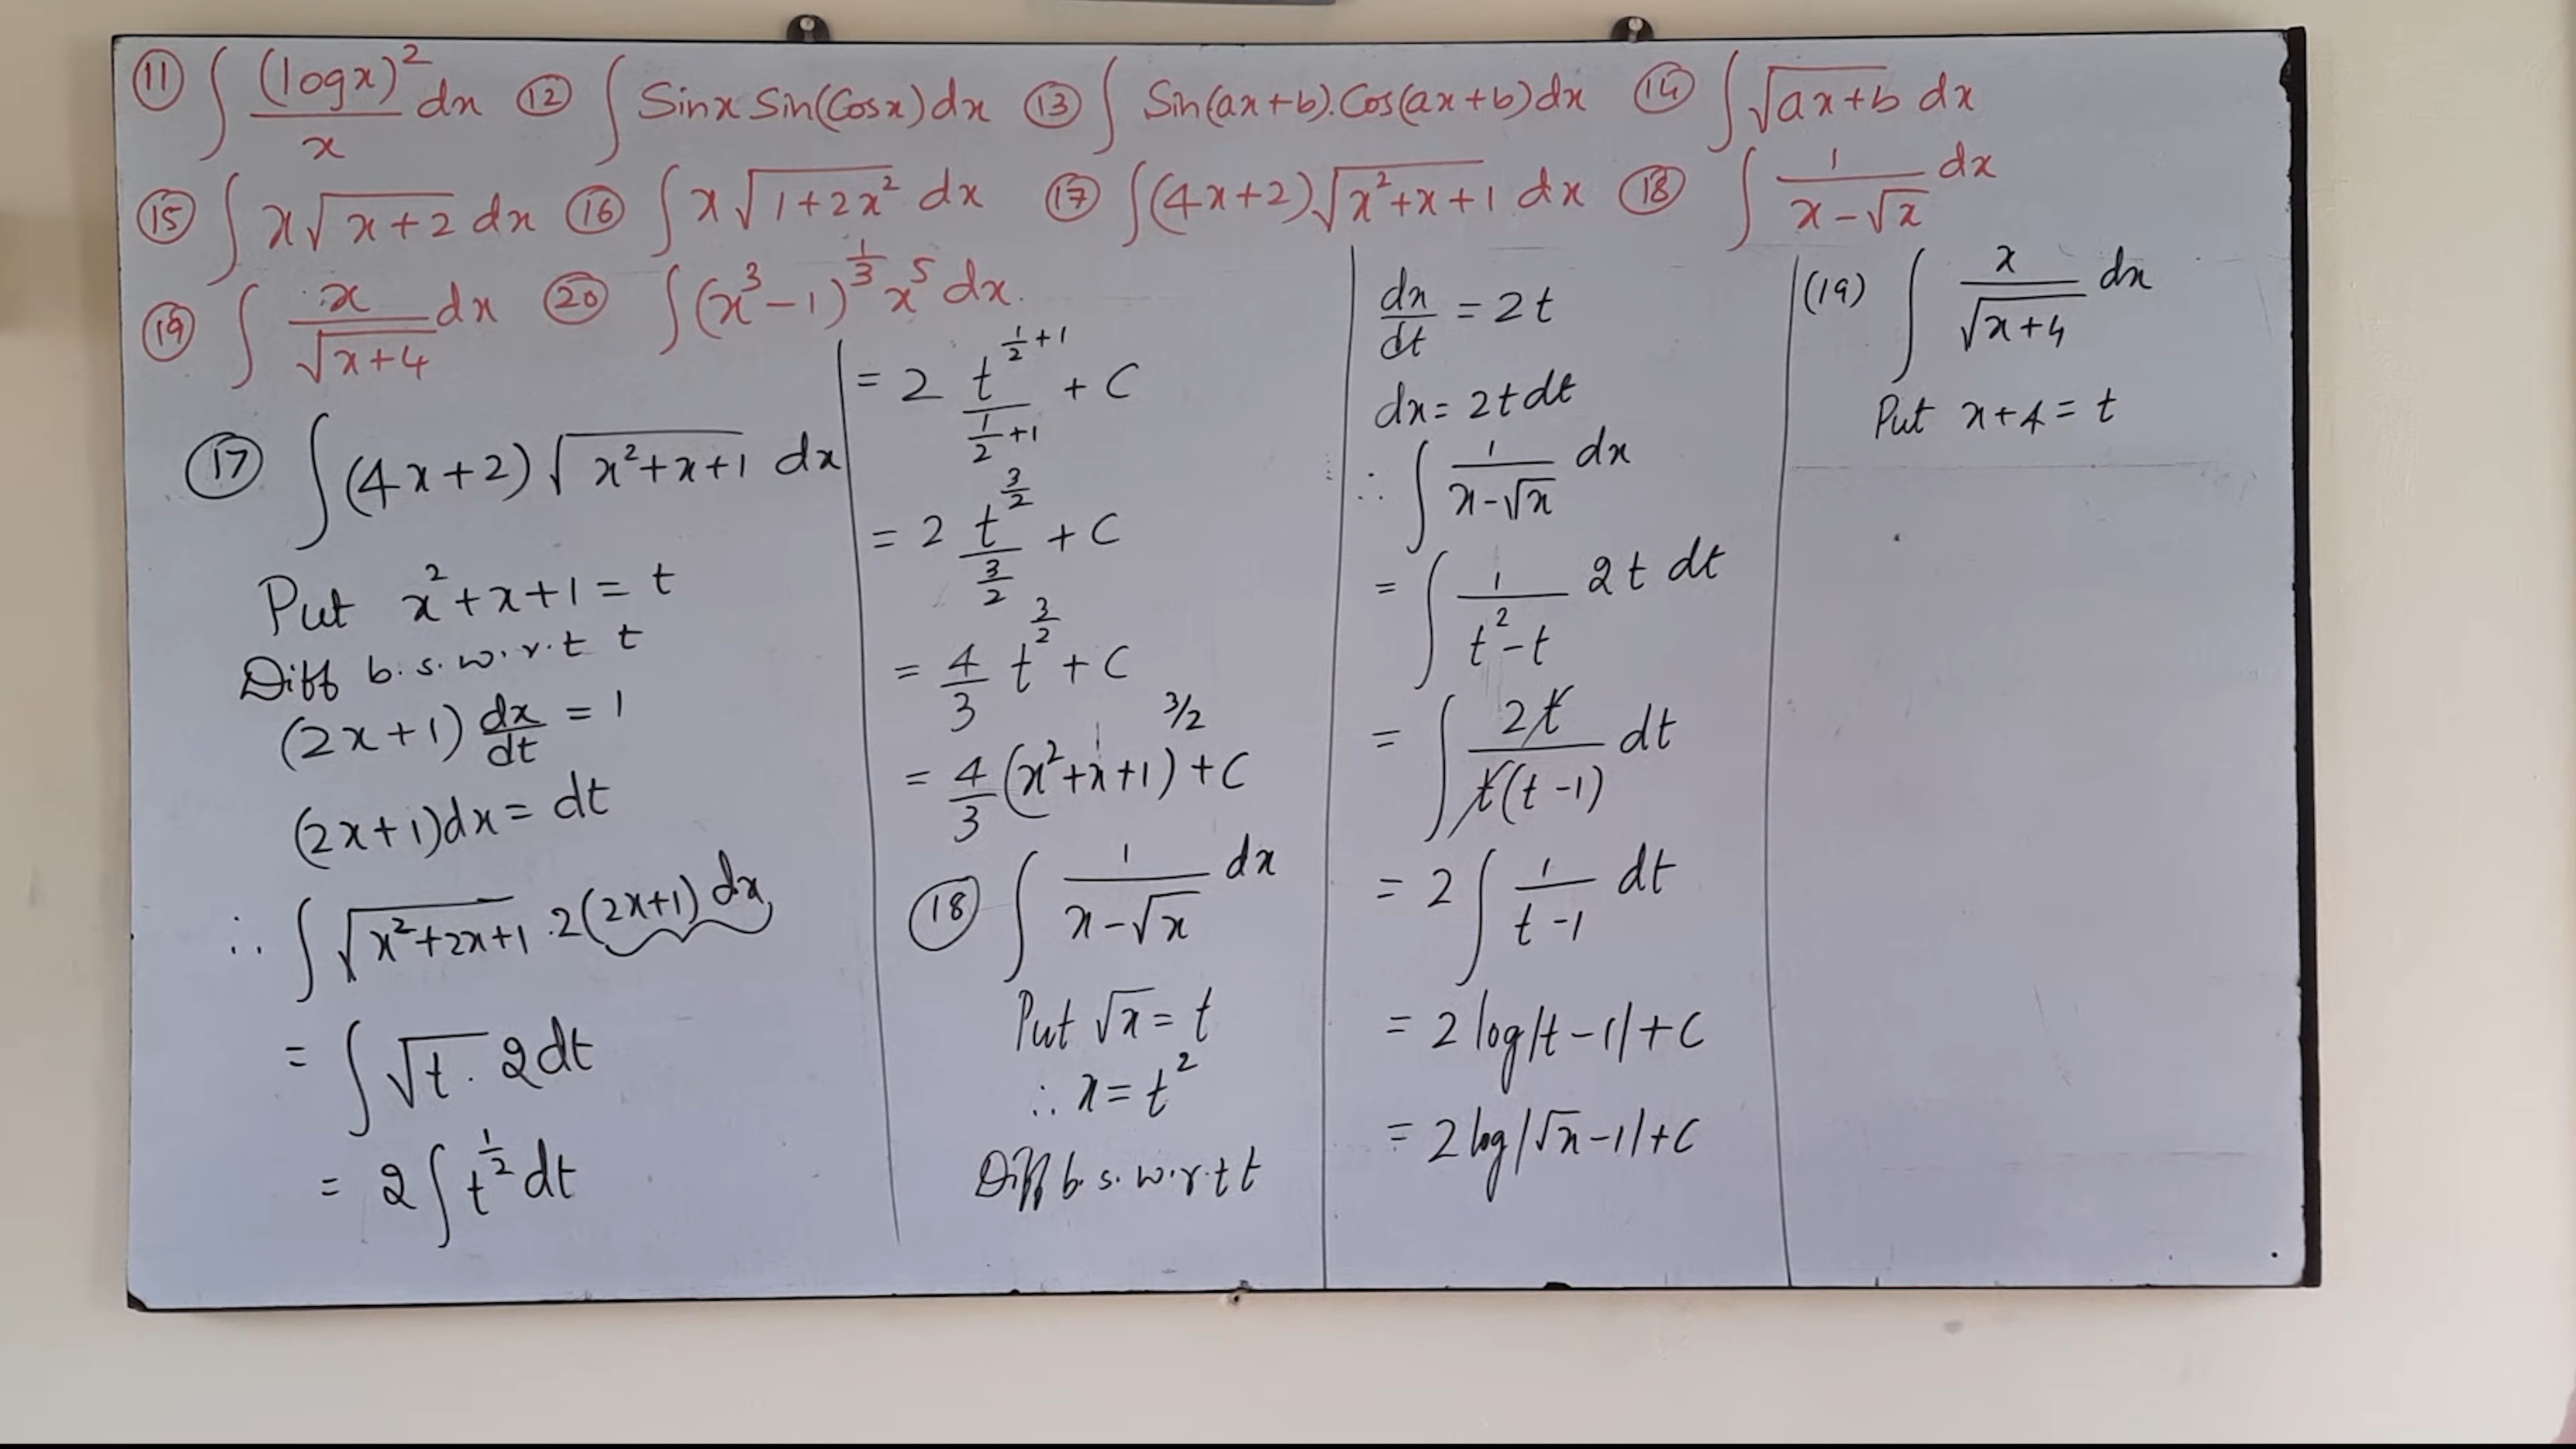 ⑪ ∫ (logx)²/x dx ⑫ ∫ Sinx Sin(Cosx) dx ⑬ ∫ Sin(ax+b).Cos(ax+b) dx ⑭ ∫ √(ax+b) dx
⑮ ∫ x√(x+2) dx ⑯ ∫ x√(1+2x²) dx ⑰ ∫ (4x+2)√(x²+x+1) dx ⑱ ∫ 1/(x-√x) dx
⑲ ∫ x/√(x+4) dx ⑳ ∫ (x³-1)^(1/3) x⁵ dx.
⑰ ∫ (4x+2)√(x²+x+1) dx
Put x²+x+1 = t
Diff b.s.w.r.t t
(2x+1) dx/dt = 1
(2x+1)dx = dt
∴ ∫ √(x²+2x+1) .2(2x+1) dx
= ∫ √t . 2dt
= 2 ∫ t^(1/2) dt
= 2 t^(1/2+1)/(1/2+1) + C
= 2 t^(3/2)/(3/2) + C
= 4/3 t^(3/2) + C
= 4/3 (x²+x+1)^(3/2) + C
⑱ ∫ 1/(x-√x) dx
Put √x = t
∴ x = t²
Diff b.s.w.r.t t
dx/dt = 2t
dx = 2t dt
∴ ∫ 1/(x-√x) dx
= ∫ 1/(t²-t) 2t dt
= ∫ 2t/(t(t-1)) dt
= 2 ∫ 1/(t-1) dt
= 2 log|t-1| + C
= 2 log|√x-1| + C
(19) ∫ x/√(x+4) dx
Put x+4 = t